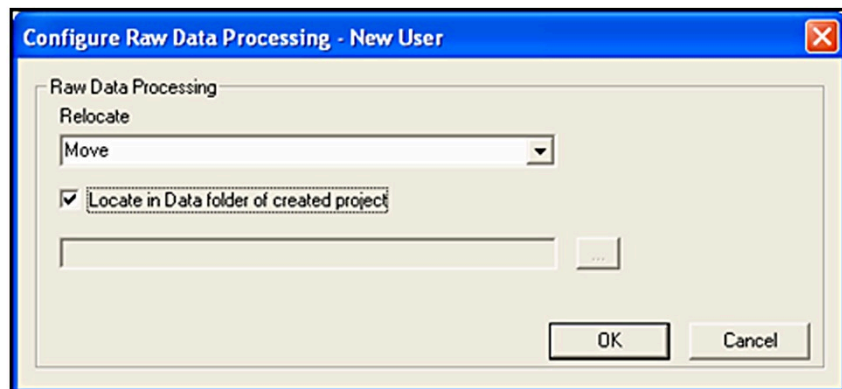 Configure Raw Data Processing - New User
Raw Data Processing
Relocate
Move
Locate in Data folder of created project
...
OK
Cancel